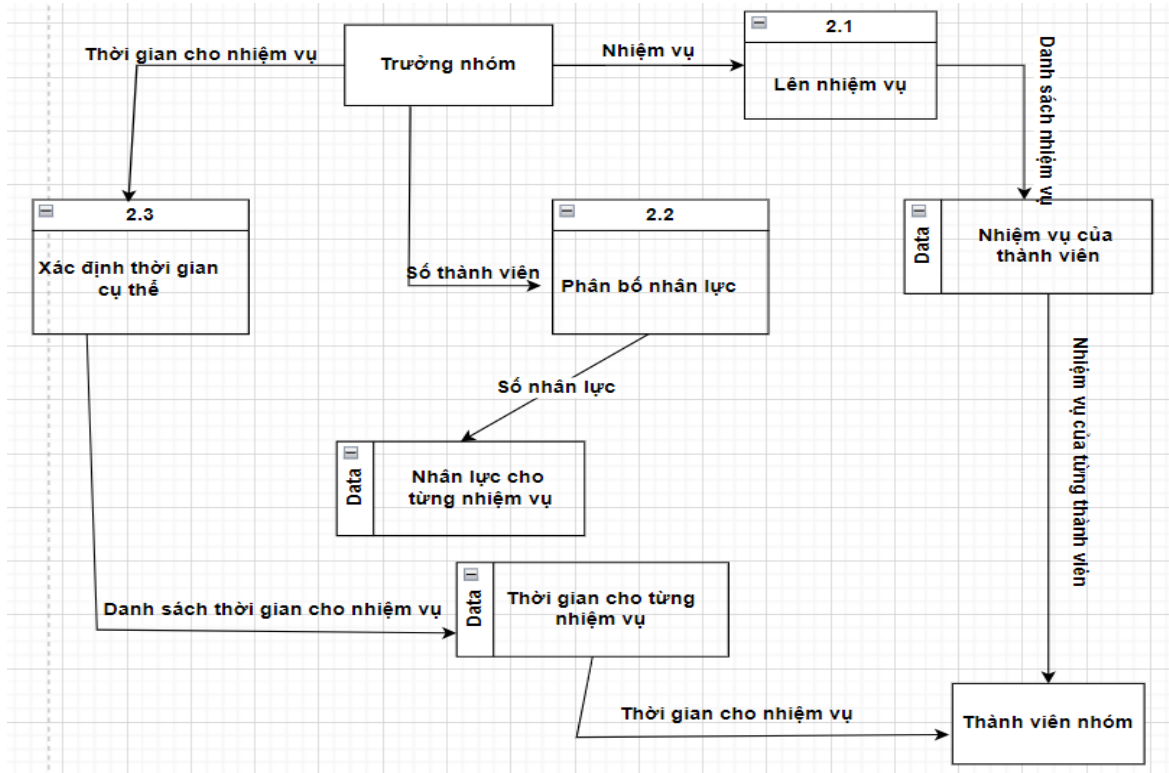 2.1
Thời gian cho nhiệm vụ
Trưởng nhóm
Nhiệm vụ
Lên nhiệm vụ
Danh sách nhiệm vụ
2.3
Xác định thời gian
cụ thể
Số thành viên
2.2
Phân bố nhân lực
Data
Nhiệm vụ của
thành viên
Số nhân lực
Nhiệm vụ của từng thành viên
Data
Nhân lực cho
từng nhiệm vụ
Danh sách thời gian cho nhiệm vụ
Data
Thời gian cho từng
nhiệm vụ
Thời gian cho nhiệm vụ
Thành viên nhóm